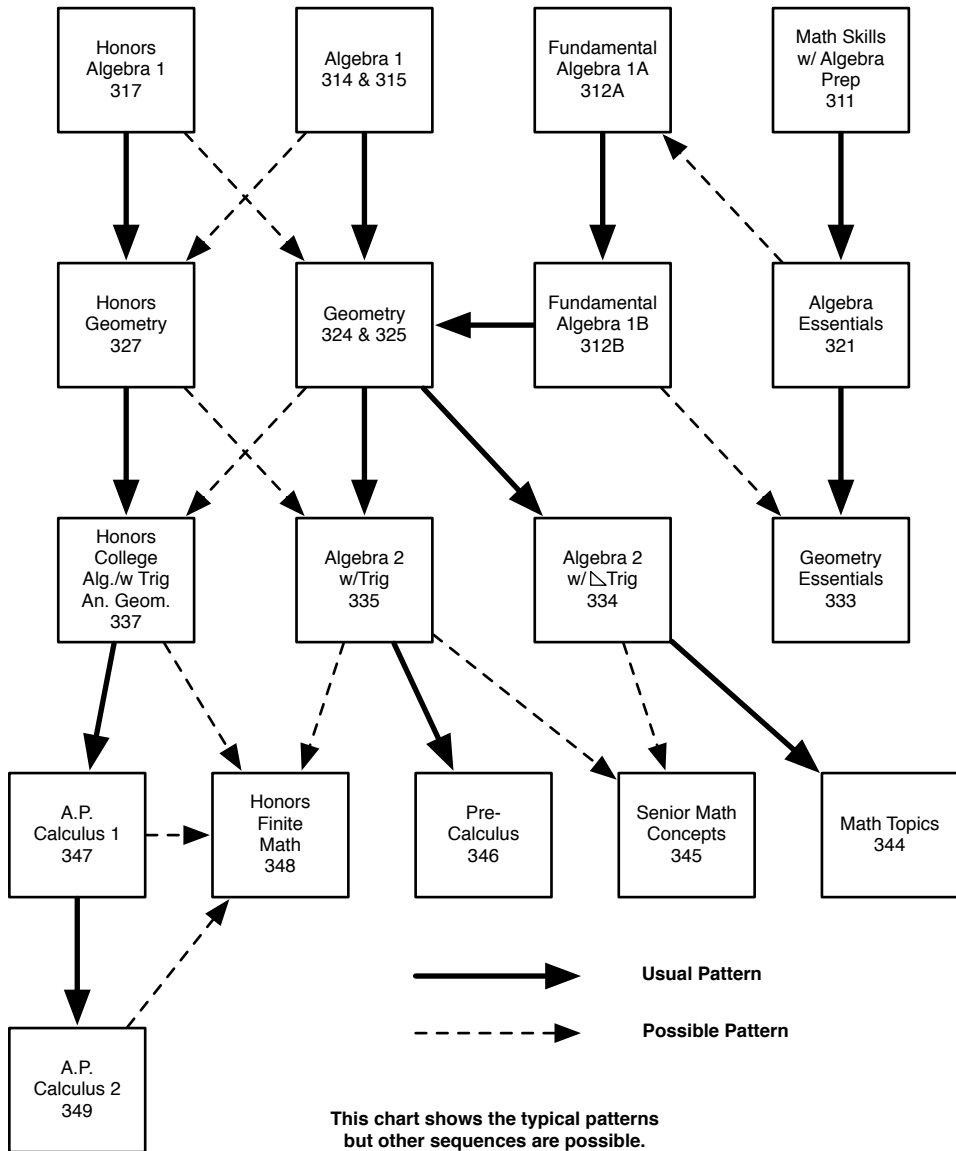 Honors
Algebra 1
317
Algebra 1
314 & 315
Fundamental
Algebra 1A
312A
Math Skills
w/ Algebra
Prep
311
Honors
Geometry
327
Geometry
324 & 325
Fundamental
Algebra 1B
312B
Algebra
Essentials
321
Honors
College
Alg./w Trig
An. Geom.
337
Algebra 2
w/Trig
335
Algebra 2
w/ ◺Trig
334
Geometry
Essentials
333
A.P.
Calculus 1
347
Honors
Finite
Math
348
Pre-
Calculus
346
Senior Math
Concepts
345
Math Topics
344
Usual Pattern
Possible Pattern
A.P.
Calculus 2
349
This chart shows the typical patterns
but other sequences are possible.